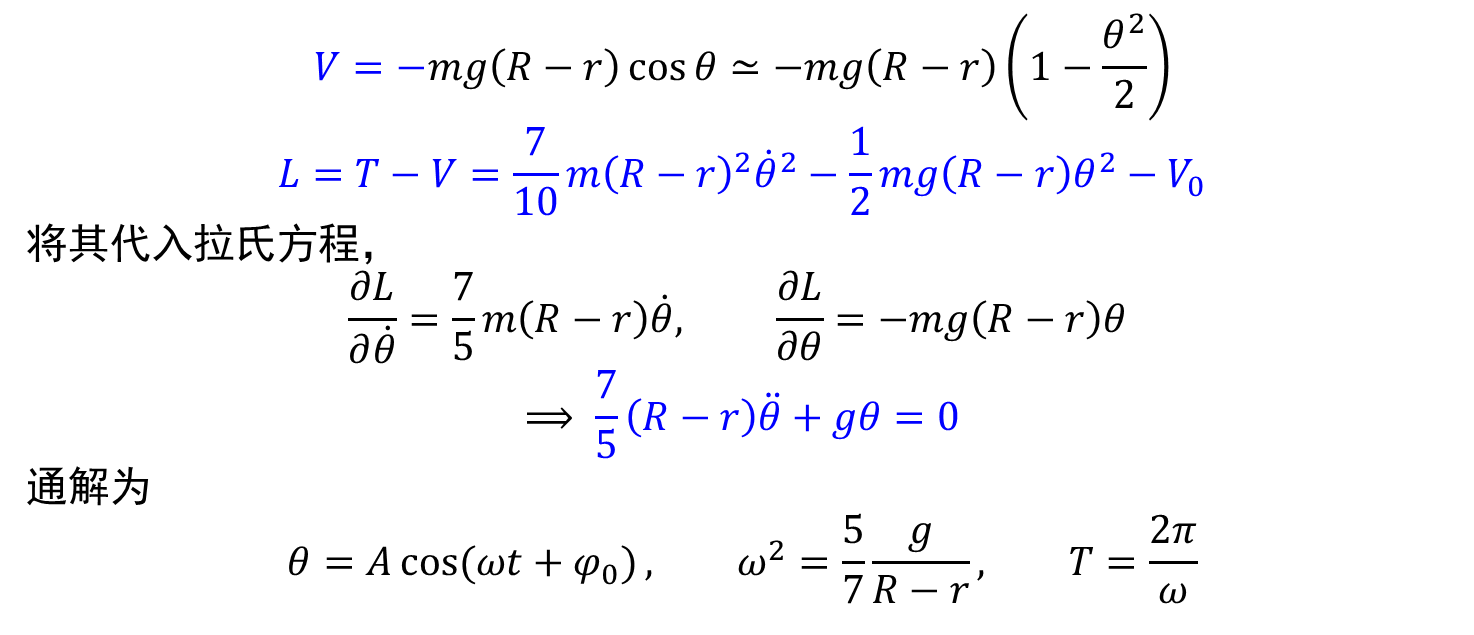 V = −mg(R − r) cos θ ≃ −mg(R − r)(1 − θ²/2)
L = T − V = 7/10 m(R − r)²θ̇² − 1/2 mg(R − r)θ² − V₀
将其代入拉氏方程，
∂L/∂θ̇ = 7/5 m(R − r)θ̇, ∂L/∂θ = −mg(R − r)θ
⟹ 7/5 (R − r)θ̈ + gθ = 0
通解为
θ = A cos(ωt + φ₀), ω² = 5/7 g/(R − r), T = 2π/ω